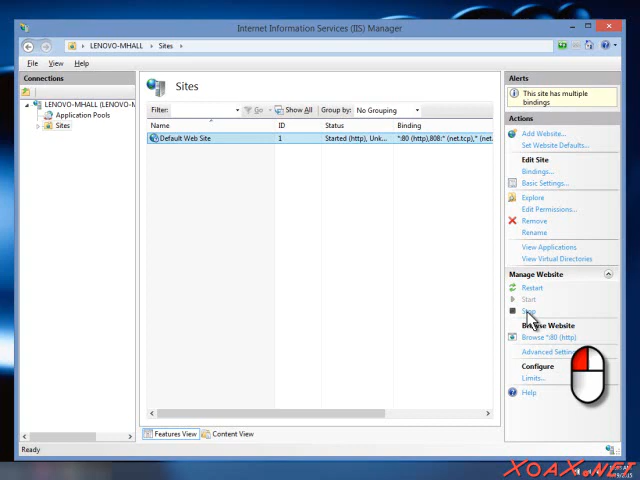 Internet Information Services (IIS) Manager
LENOVO-MHALL Sites
File View Help
Connections
LENOVO-MHALL (LENOVO-M
Application Pools
Sites
Sites
Filter: Go Show All Group by: No Grouping
Name ID Status Binding
Default Web Site 1 Started (http), Unk... *:80 (http),808:* (net.tcp),* (net.
Features View Content View
Alerts
This site has multiple
bindings
Actions
Add Website...
Set Website Defaults...
Edit Site
Bindings...
Basic Settings...
Explore
Edit Permissions...
Remove
Rename
View Applications
View Virtual Directories
Manage Website
Restart
Start
Stop
Browse Website
Browse *:80 (http)
Advanced Settings
Configure
Limits...
Help
Ready
XOAX.NET